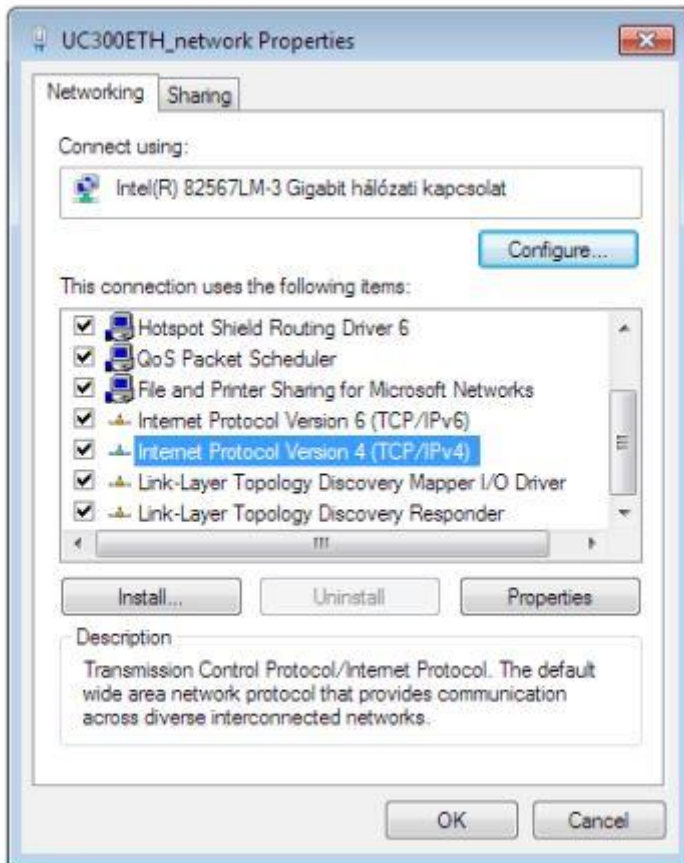 UC300ETH_network Properties
Networking
Sharing
Connect using:
Intel(R) 82567LM-3 Gigabit hálózati kapcsolat
Configure...
This connection uses the following items:
Hotspot Shield Routing Driver 6
QoS Packet Scheduler
File and Printer Sharing for Microsoft Networks
Internet Protocol Version 6 (TCP/IPv6)
Internet Protocol Version 4 (TCP/IPv4)
Link-Layer Topology Discovery Mapper I/O Driver
Link-Layer Topology Discovery Responder
Install...
Uninstall
Properties
Description
Transmission Control Protocol/Internet Protocol. The default
wide area network protocol that provides communication
across diverse interconnected networks.
OK
Cancel